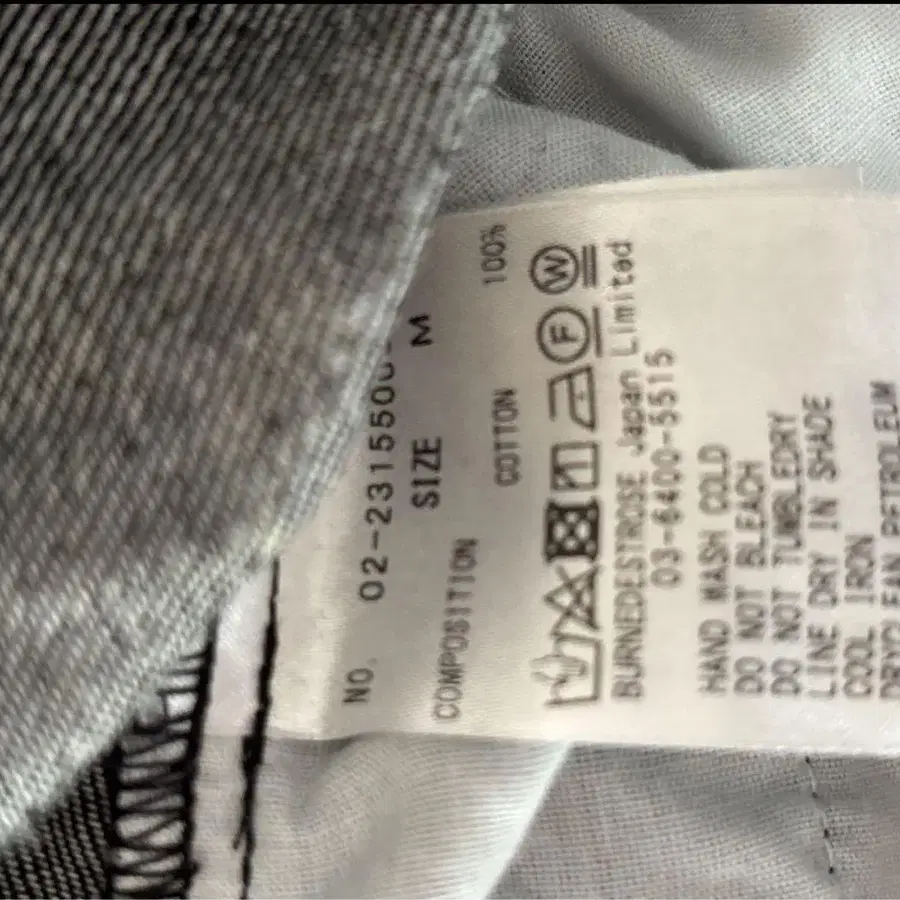 NO. 02-231550
SIZE M
COMPOSITION
COTTON 100%
W
F
BURNEDESTROSE Japan Limited
03-6400-5515
HAND WASH COLD
DO NOT BLEACH
DO NOT TUMBLEDRY
LINE DRY IN SHADE
COOL IRON
DRYCLEAN PETROLEUM